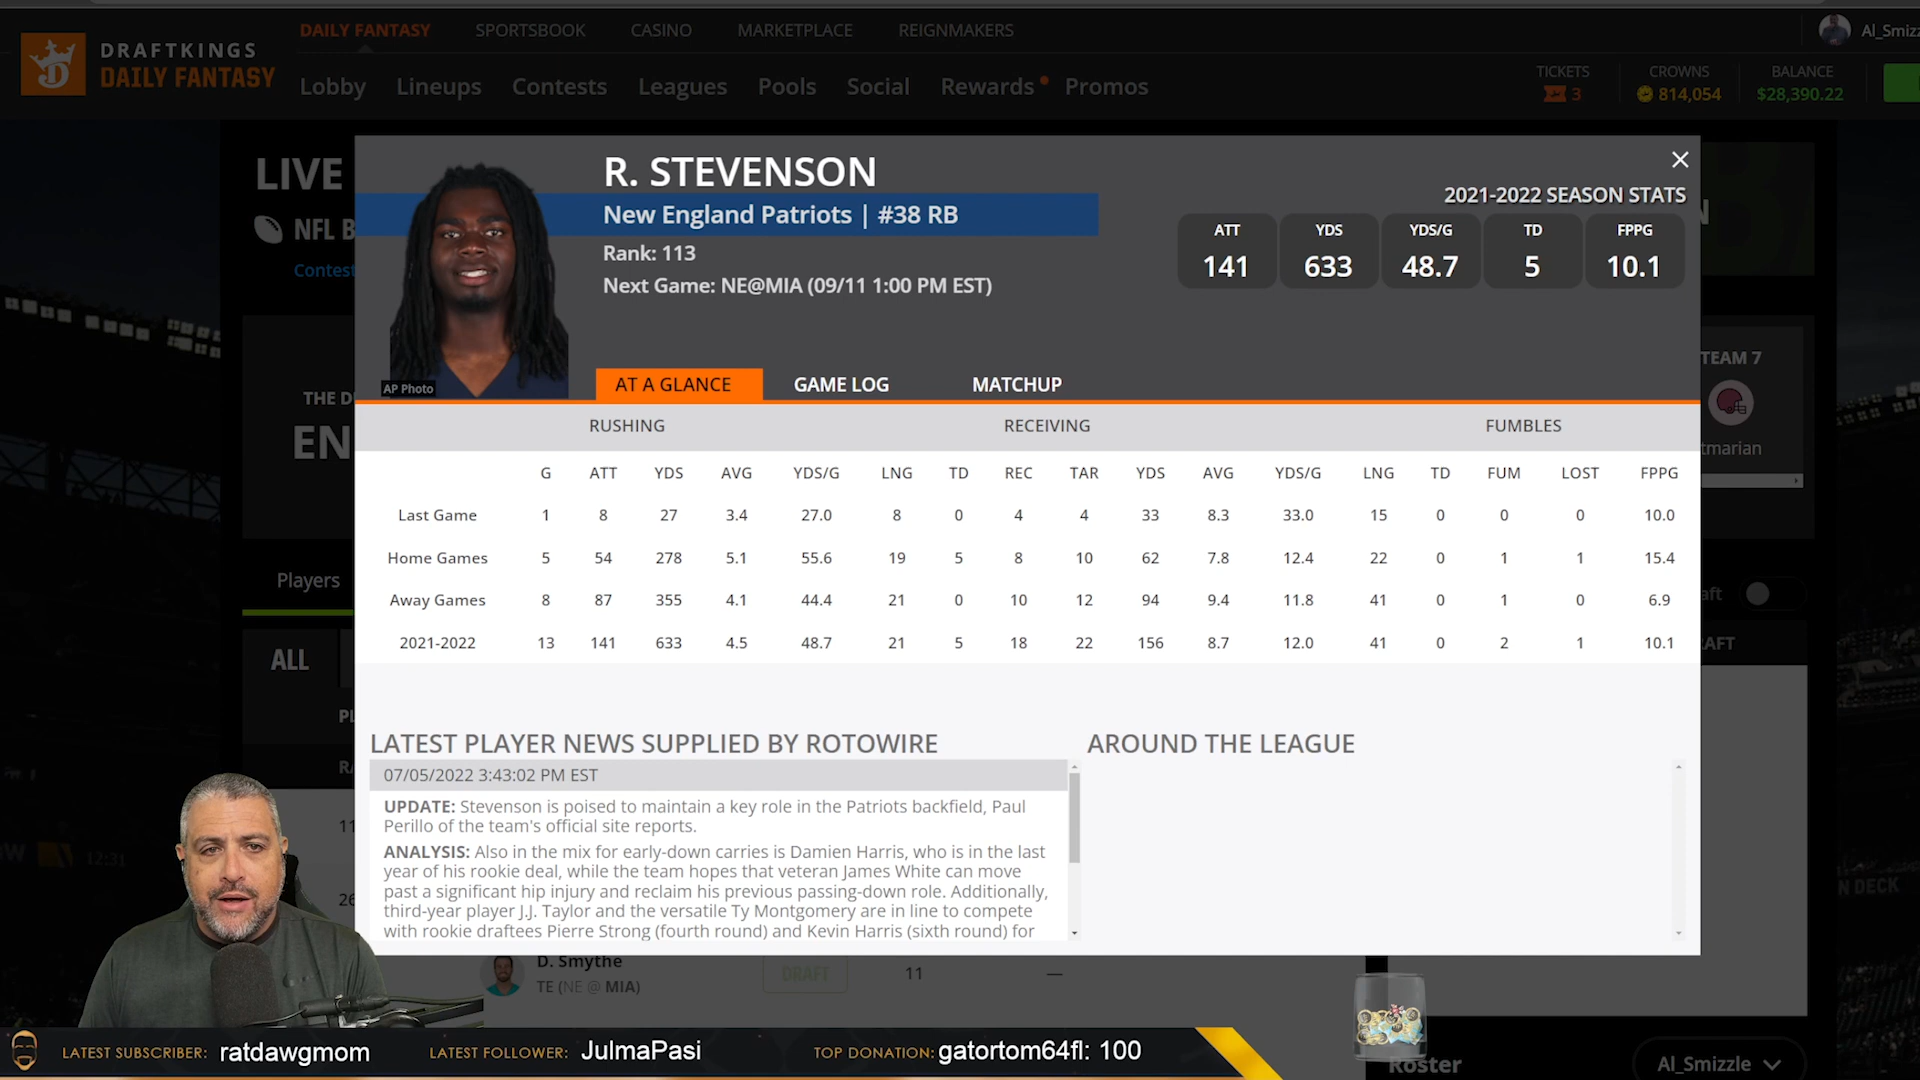 DAILY FANTASY SPORTSBOOK CASINO MARKETPLACE REIGNMAKERS
Al_Smizz
DRAFTKINGS
DAILY FANTASY
Lobby Lineups Contests Leagues Pools Social Rewards Promos
TICKETS CROWNS BALANCE
3 814,054 $28,390.22
LIVE
NFL B
Contest
R. STEVENSON
New England Patriots | #38 RB
Rank: 113
Next Game: NE@MIA (09/11 1:00 PM EST)
2021-2022 SEASON STATS
ATT YDS YDS/G TD FPPG
141 633 48.7 5 10.1
AP Photo
AT A GLANCE GAME LOG MATCHUP
RUSHING RECEIVING FUMBLES
G ATT YDS AVG YDS/G LNG TD REC TAR YDS AVG YDS/G LNG TD FUM LOST FPPG
Last Game 1 8 27 3.4 27.0 8 0 4 4 33 8.3 33.0 15 0 0 0 10.0
Home Games 5 54 278 5.1 55.6 19 5 8 10 62 7.8 12.4 22 0 1 1 15.4
Away Games 8 87 355 4.1 44.4 21 0 10 12 94 9.4 11.8 41 0 1 0 6.9
2021-2022 13 141 633 4.5 48.7 21 5 18 22 156 8.7 12.0 41 0 2 1 10.1
LATEST PLAYER NEWS SUPPLIED BY ROTOWIRE
07/05/2022 3:43:02 PM EST
UPDATE: Stevenson is poised to maintain a key role in the Patriots backfield, Paul
Perillo of the team's official site reports.
ANALYSIS: Also in the mix for early-down carries is Damien Harris, who is in the last
year of his rookie deal, while the team hopes that veteran James White can move
past a significant hip injury and reclaim his previous passing-down role. Additionally,
third-year player J.J. Taylor and the versatile Ty Montgomery are in line to compete
with rookie draftees Pierre Strong (fourth round) and Kevin Harris (sixth round) for
AROUND THE LEAGUE
THE D
EN
TEAM 7
tmarian
Players
ALL
12:31
N DECK
D. Smythe
TE (NE @ MIA)
DRAFT
11
—
Roster
Al_Smizzle
LATEST SUBSCRIBER: ratdawgmom
LATEST FOLLOWER: JulmaPasi
TOP DONATION: gatortom64fl: 100